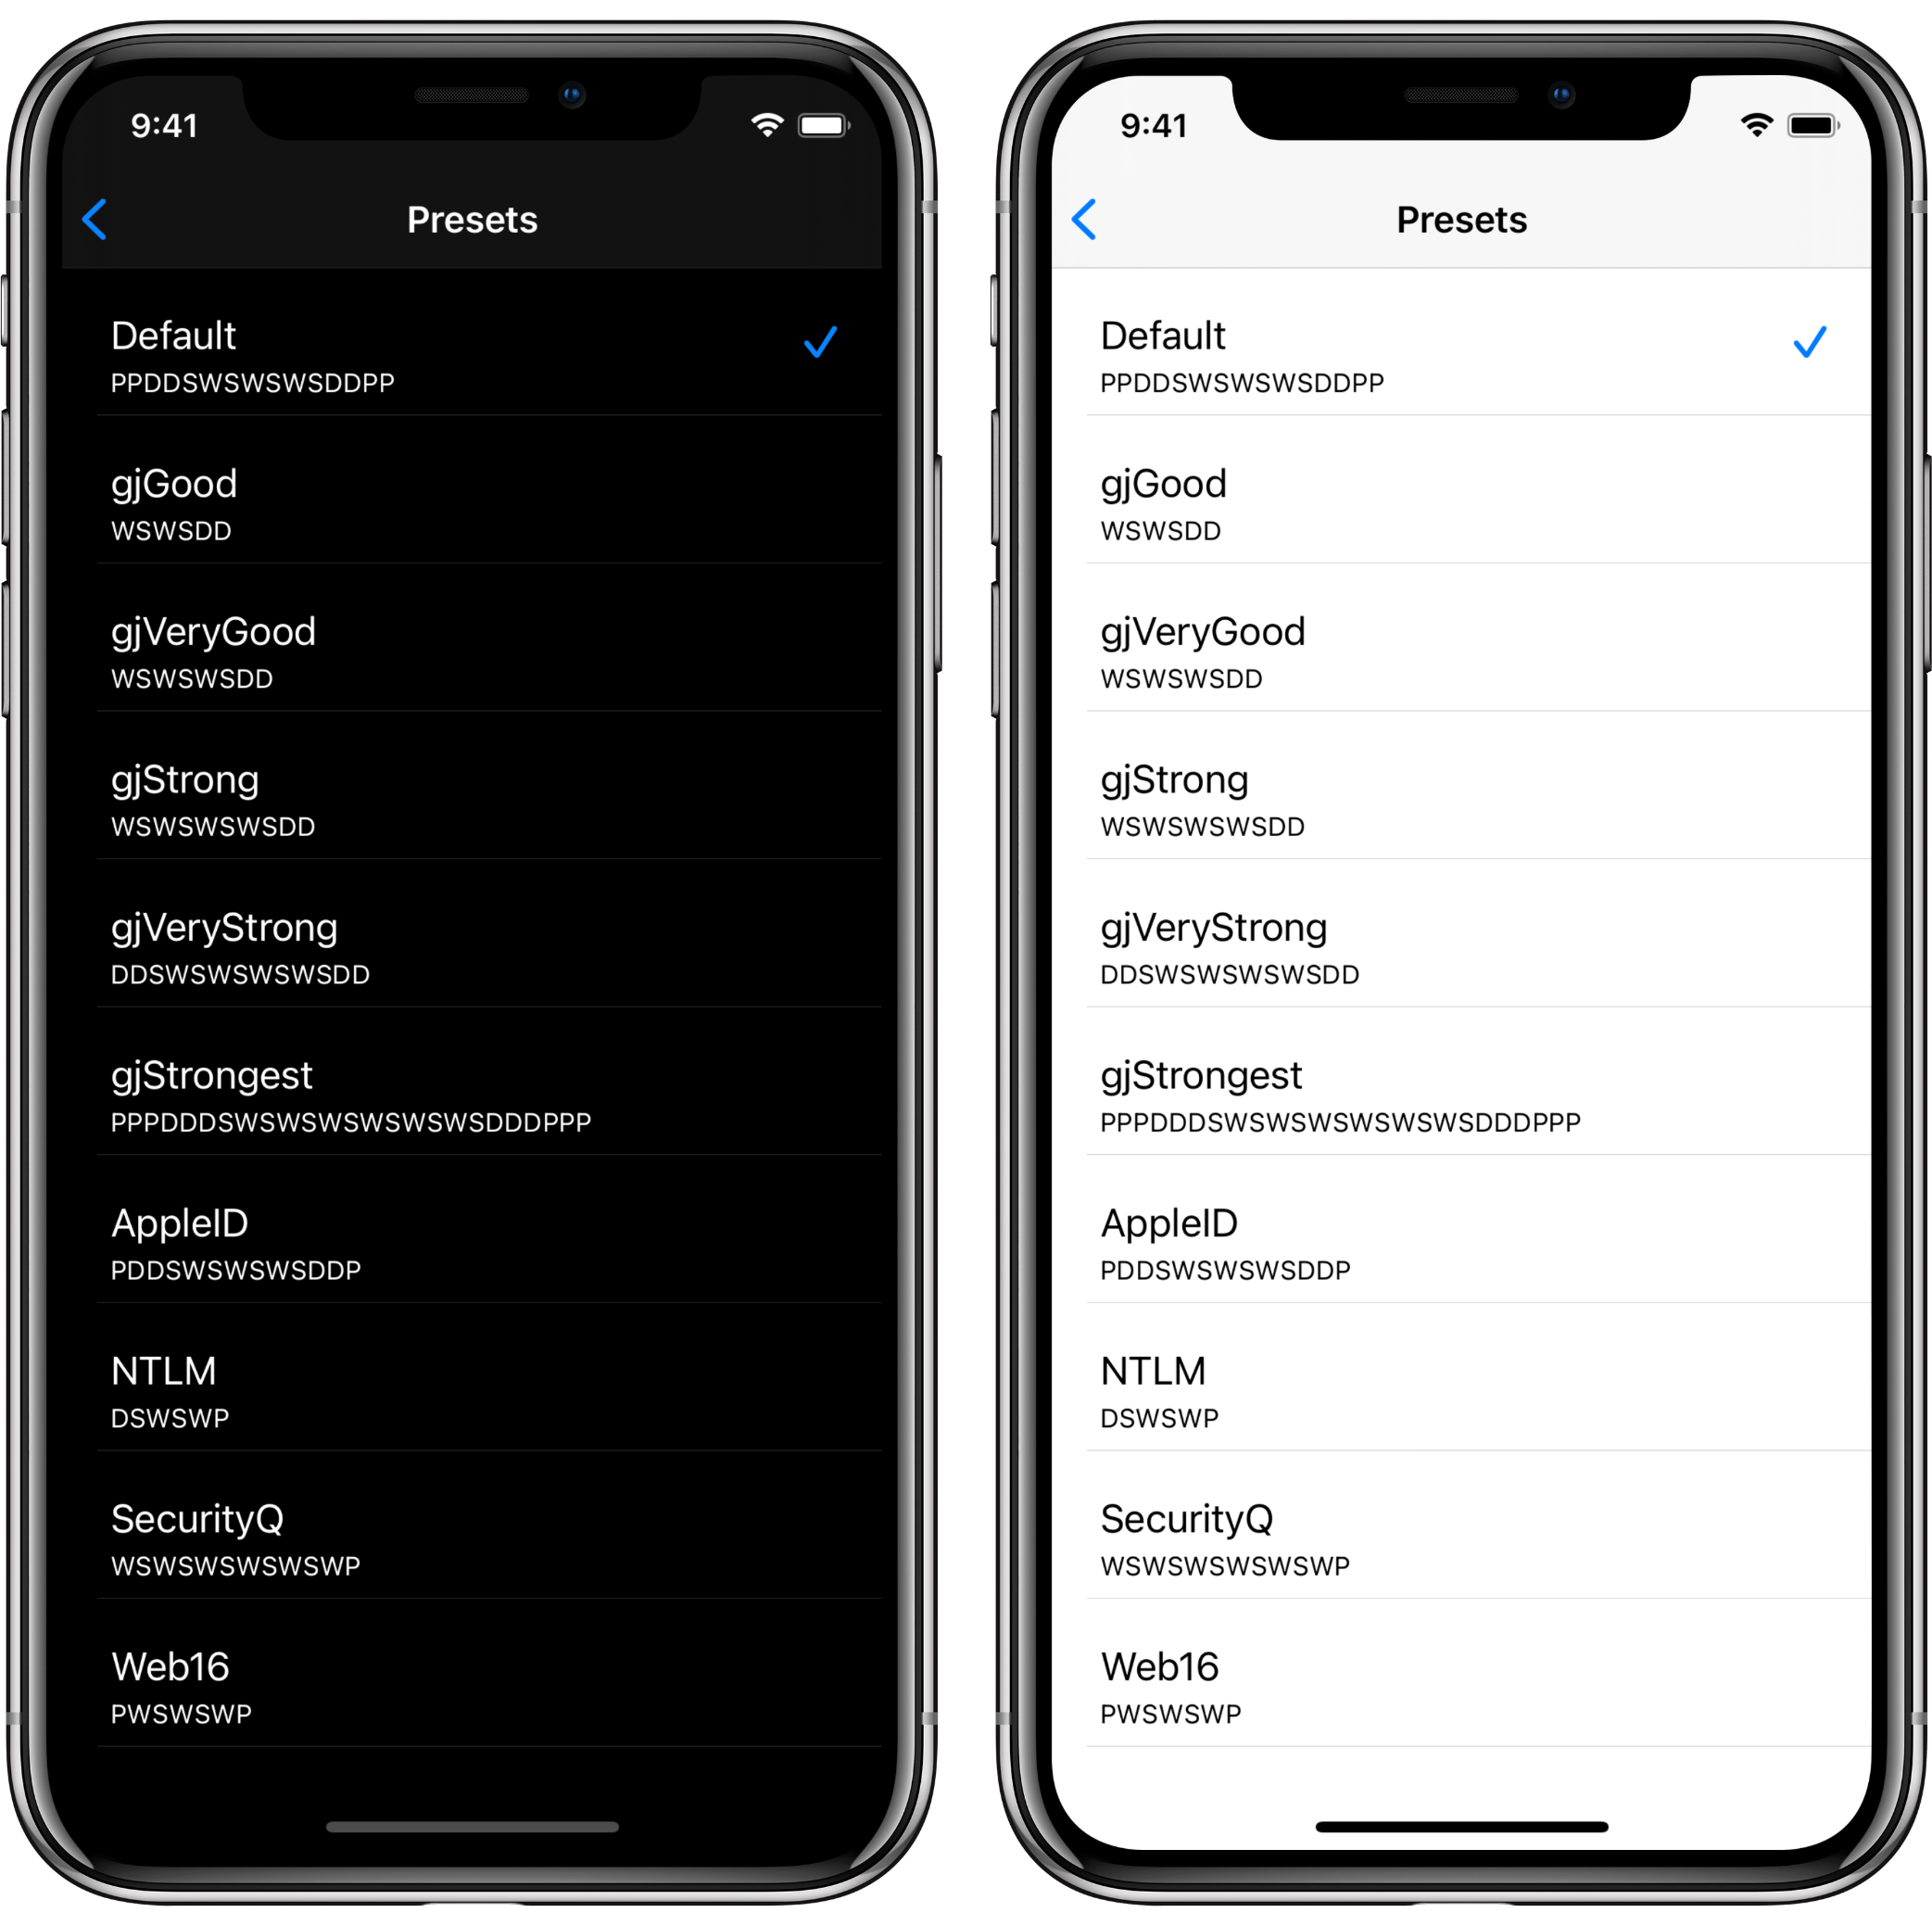 9:41
Presets
Default
PPDDSWSWSWSDDPP
gjGood
WSWSDD
gjVeryGood
WSWSWSDD
gjStrong
WSWSWSWSDD
gjVeryStrong
DDSWSWSWSWSDD
gjStrongest
PPPDDDSWSWSWSWSWSWSDDDPPP
AppleID
PDDSWSWSWSDDP
NTLM
DSWSWP
SecurityQ
WSWSWSWSWSWP
Web16
PWSWSWP
9:41
Presets
Default
PPDDSWSWSWSDDPP
gjGood
WSWSDD
gjVeryGood
WSWSWSDD
gjStrong
WSWSWSWSDD
gjVeryStrong
DDSWSWSWSWSDD
gjStrongest
PPPDDDSWSWSWSWSWSWSDDDPPP
AppleID
PDDSWSWSWSDDP
NTLM
DSWSWP
SecurityQ
WSWSWSWSWSWP
Web16
PWSWSWP